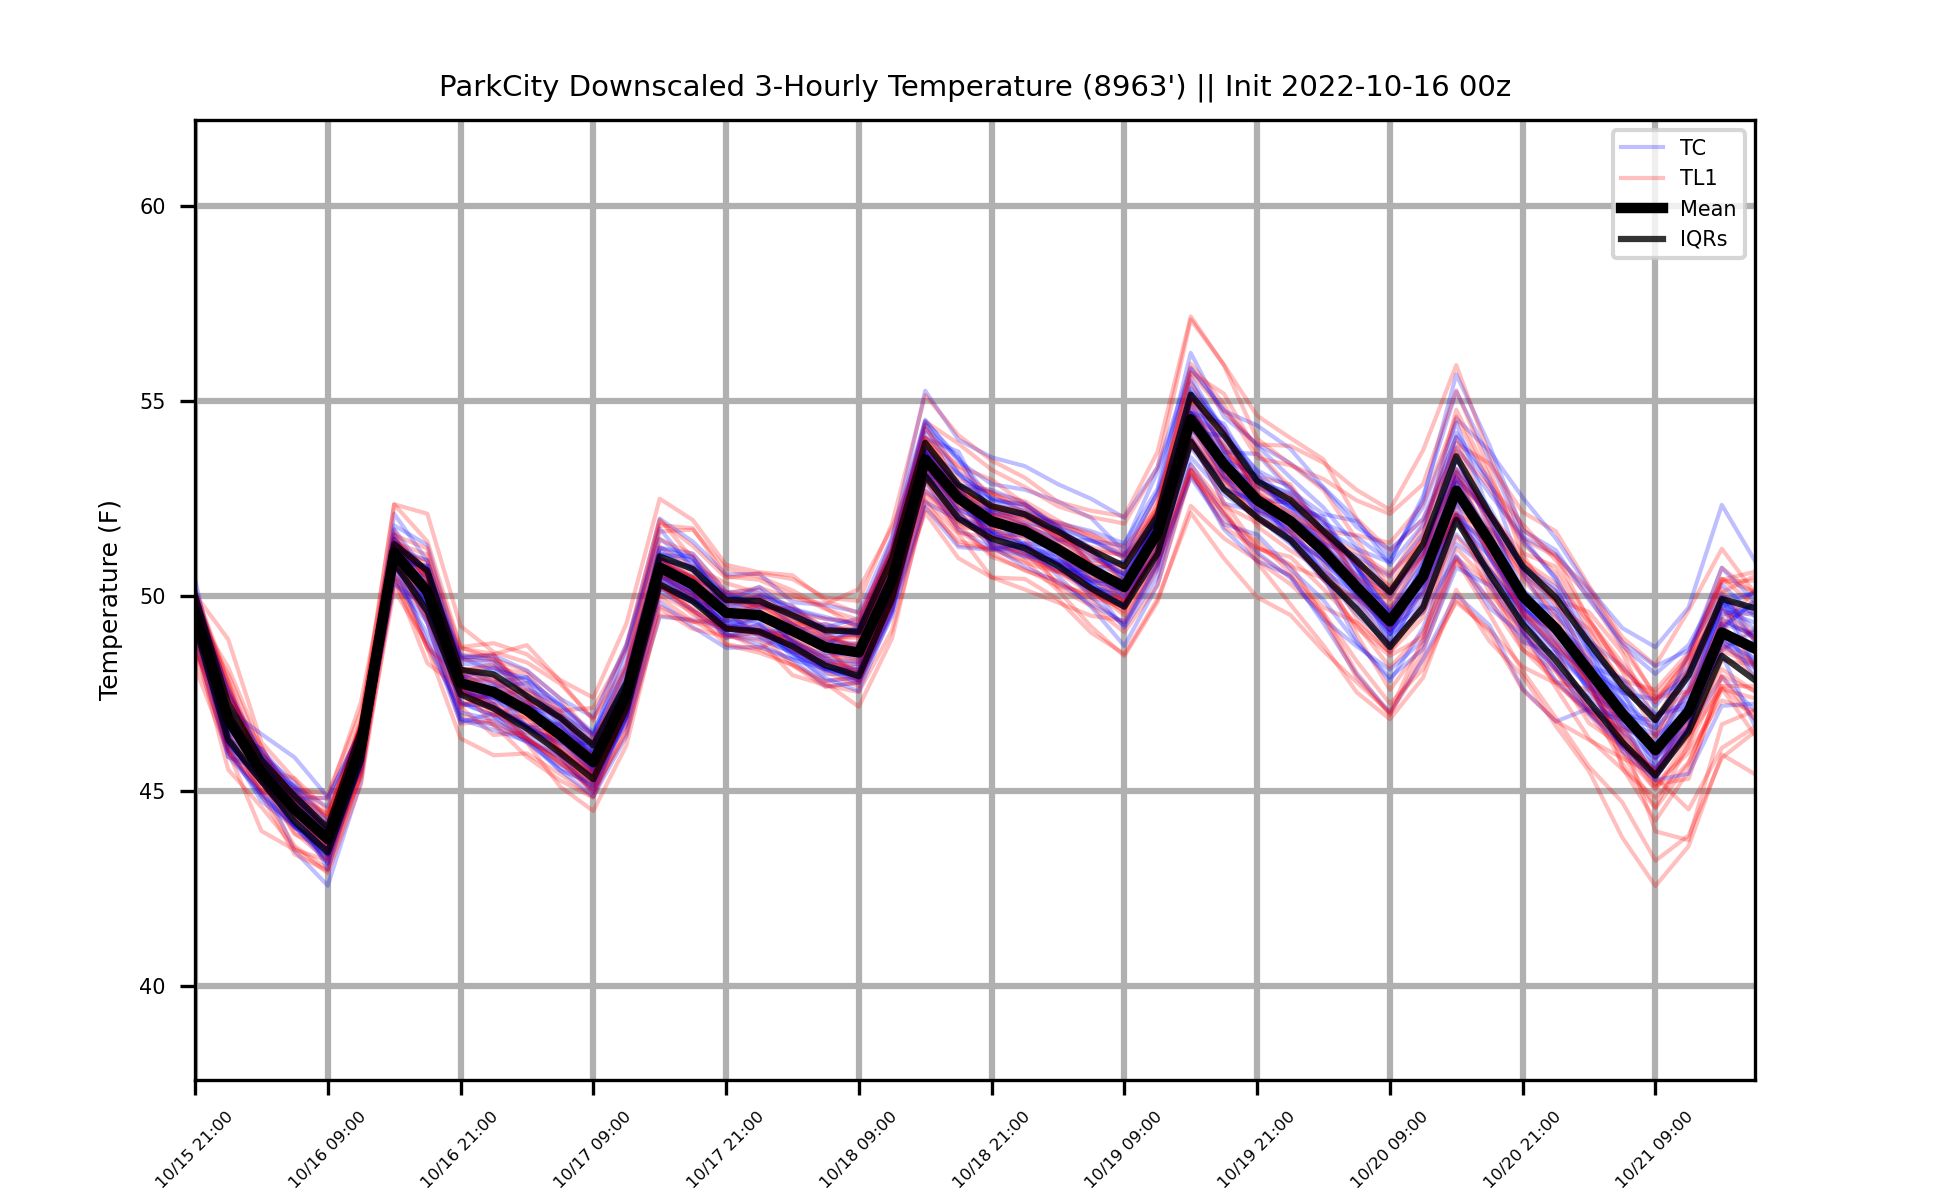 ParkCity Downscaled 3-Hourly Temperature (8963') || Init 2022-10-16 00z
TC
TL1
Mean
IQRs
Temperature (F)
60
55
50
45
40
10/15 21:00
10/16 09:00
10/16 21:00
10/17 09:00
10/17 21:00
10/18 09:00
10/18 21:00
10/19 09:00
10/19 21:00
10/20 09:00
10/20 21:00
10/21 09:00